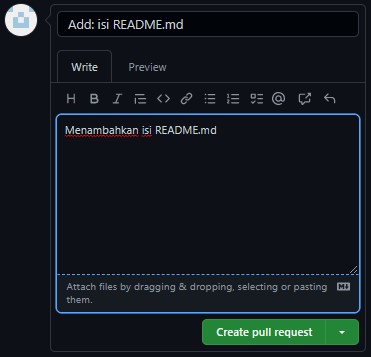 Add: isi README.md
Write Preview
H B I <> @
Menambahkan isi README.md
Attach files by dragging & dropping, selecting or pasting
them.
Create pull request